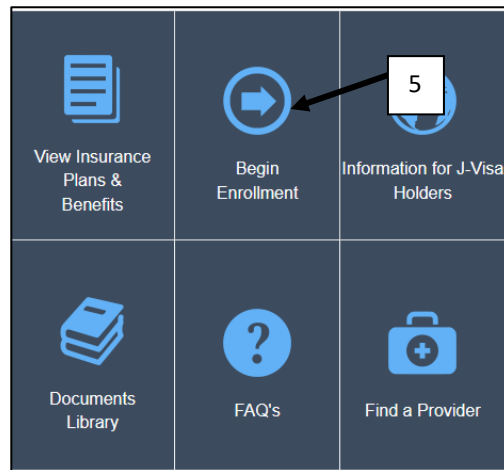 5
View Insurance
Plans &
Benefits
Begin
Enrollment
Information for J-Visa
Holders
Documents
Library
?
FAQ's
Find a Provider